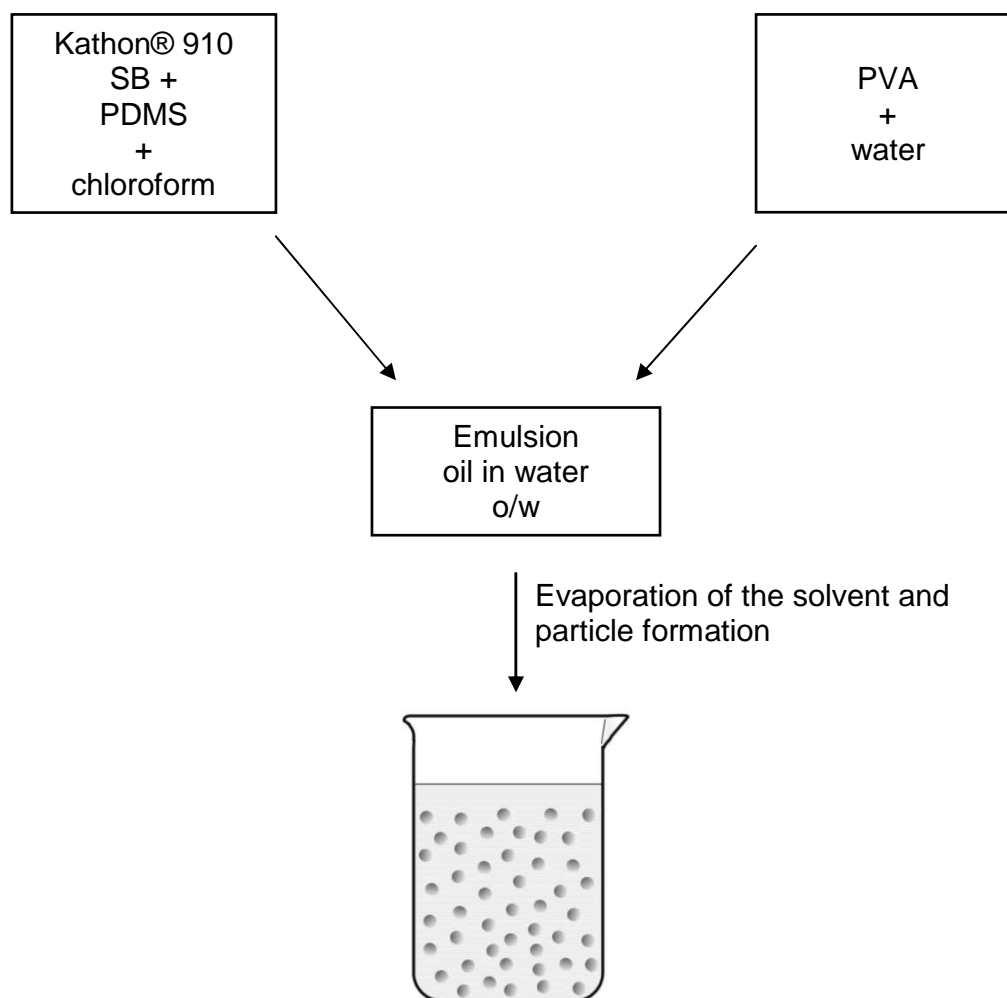 Kathon® 910
SB +
PDMS
+
chloroform
PVA
+
water
Emulsion
oil in water
o/w
Evaporation of the solvent and
particle formation